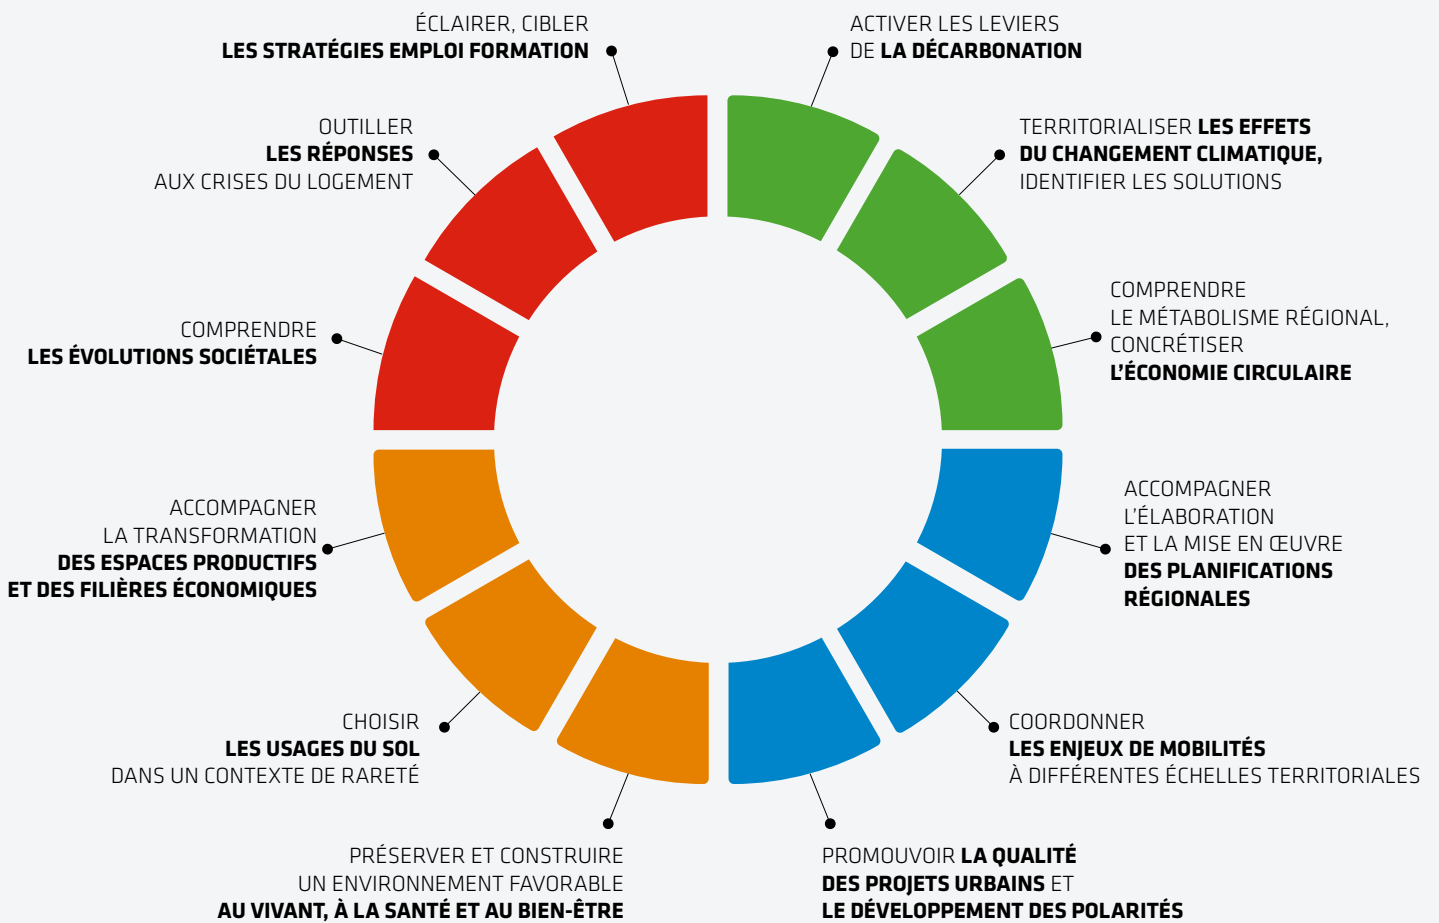 ÉCLAIRER, CIBLER
LES STRATÉGIES EMPLOI FORMATION
ACTIVER LES LEVIERS
DE LA DÉCARBONATION
OUTILLER
LES RÉPONSES
AUX CRISES DU LOGEMENT
TERRITORIALISER LES EFFETS
DU CHANGEMENT CLIMATIQUE,
IDENTIFIER LES SOLUTIONS
COMPRENDRE
LES ÉVOLUTIONS SOCIÉTALES
COMPRENDRE
LE MÉTABOLISME RÉGIONAL,
CONCRÉTISER
L'ÉCONOMIE CIRCULAIRE
ACCOMPAGNER
LA TRANSFORMATION
DES ESPACES PRODUCTIFS
ET DES FILIÈRES ÉCONOMIQUES
ACCOMPAGNER
L'ÉLABORATION
ET LA MISE EN ŒUVRE
DES PLANIFICATIONS
RÉGIONALES
CHOISIR
LES USAGES DU SOL
DANS UN CONTEXTE DE RARETÉ
COORDONNER
LES ENJEUX DE MOBILITÉS
À DIFFÉRENTES ÉCHELLES TERRITORIALES
PRÉSERVER ET CONSTRUIRE
UN ENVIRONNEMENT FAVORABLE
AU VIVANT, À LA SANTÉ ET AU BIEN-ÊTRE
PROMOUVOIR LA QUALITÉ
DES PROJETS URBAINS ET
LE DÉVELOPPEMENT DES POLARITÉS